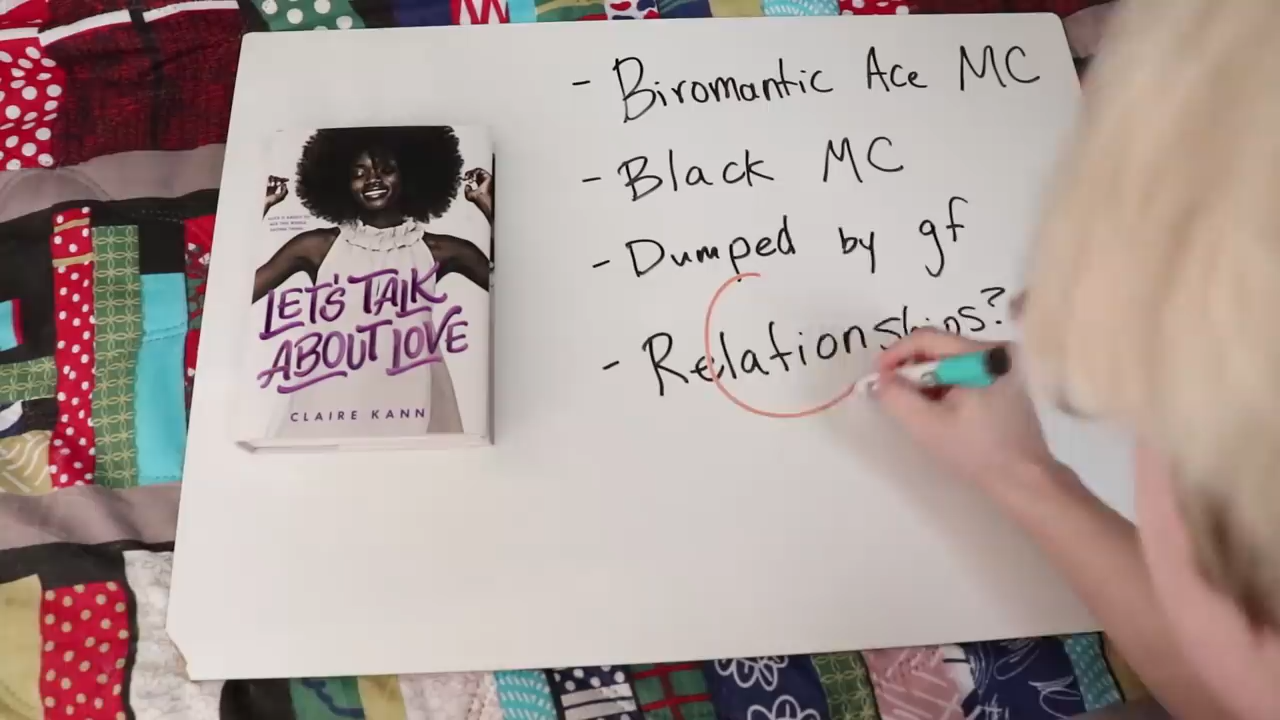 - Biromantic Ace MC
- Black MC
- Dumped by gf
- Relationships?
LET'S TALK
ABOUT LOVE
CLAIRE KANN